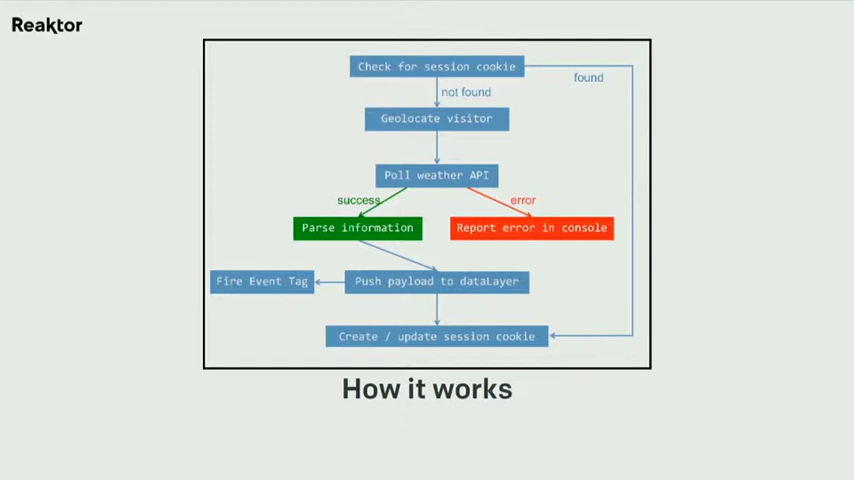 Reaktor
Check for session cookie
found
not found
Geolocate visitor
Poll weather API
success
error
Parse information
Report error in console
Fire Event Tag
Push payload to dataLayer
Create / update session cookie
How it works